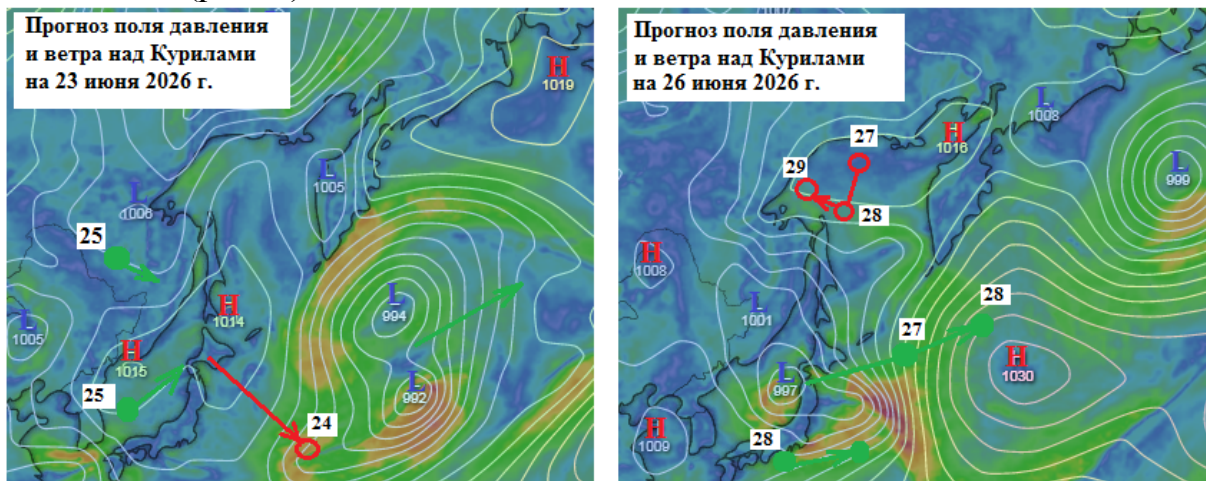 Прогноз поля давления
и ветра над Курилами
на 23 июня 2026 г.
H
1019
L
1005
L
1006
25
L
994
H
1014
L
1005
H
1015
L
992
25
24
Прогноз поля давления
и ветра над Курилами
на 26 июня 2026 г.
L
1008
H
1016
27
L
999
29
28
H
1008
L
1001
28
27
H
1030
L
997
H
1009
28